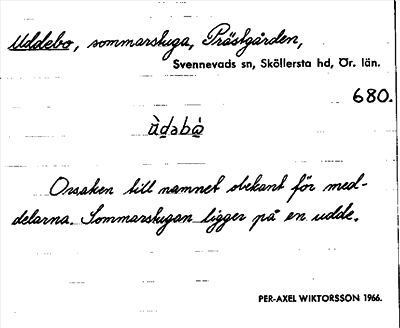 Uddebo, sommarstuga, Prästgården,
Svennevads sn, Sköllersta hd, Ör. län.
680.
ùdabò
Orsaken till namnet obekant för med-
delarna. Sommarstugan ligger på en udde.
PER-AXEL WIKTORSSON 1966.